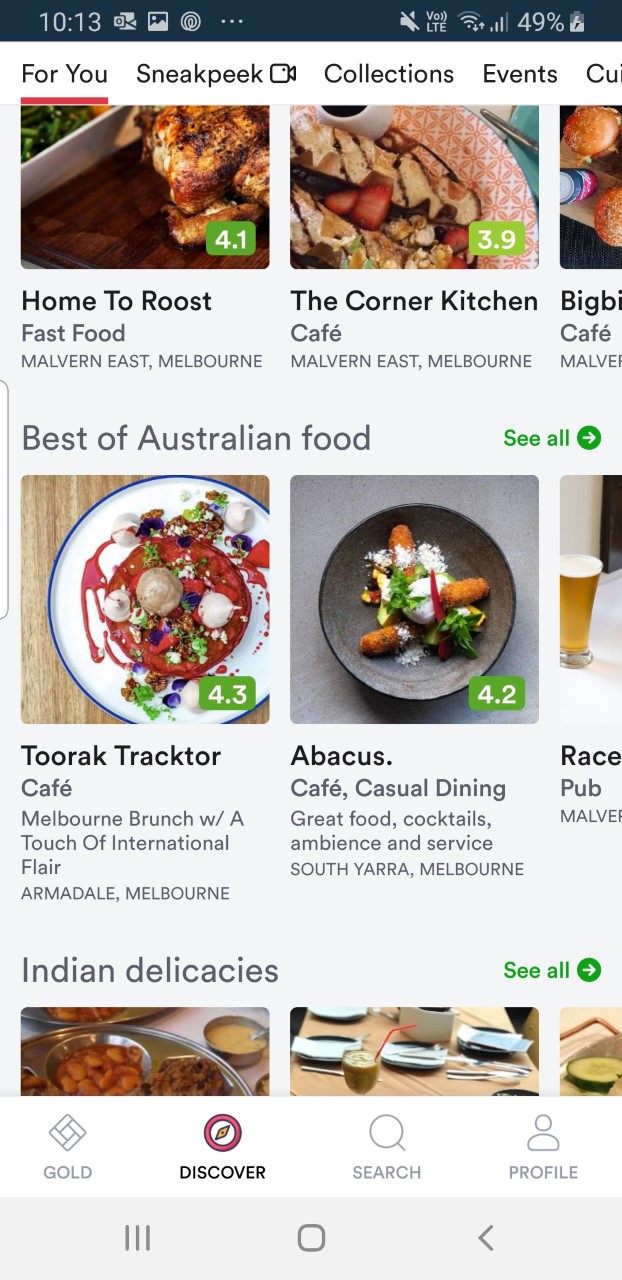 10:13 ... Vo)) LTE 49%
For You Sneakpeek Collections Events Cui
4.1 3.9
Home To Roost The Corner Kitchen Bigbi
Fast Food Café Café
MALVERN EAST, MELBOURNE MALVERN EAST, MELBOURNE MALVER
Best of Australian food See all
4.3 4.2
Toorak Tracktor Abacus. Race
Café Café, Casual Dining Pub
Melbourne Brunch w/ A Great food, cocktails, MALVER
Touch Of International ambience and service
Flair SOUTH YARRA, MELBOURNE
ARMADALE, MELBOURNE
Indian delicacies See all
GOLD DISCOVER SEARCH PROFILE